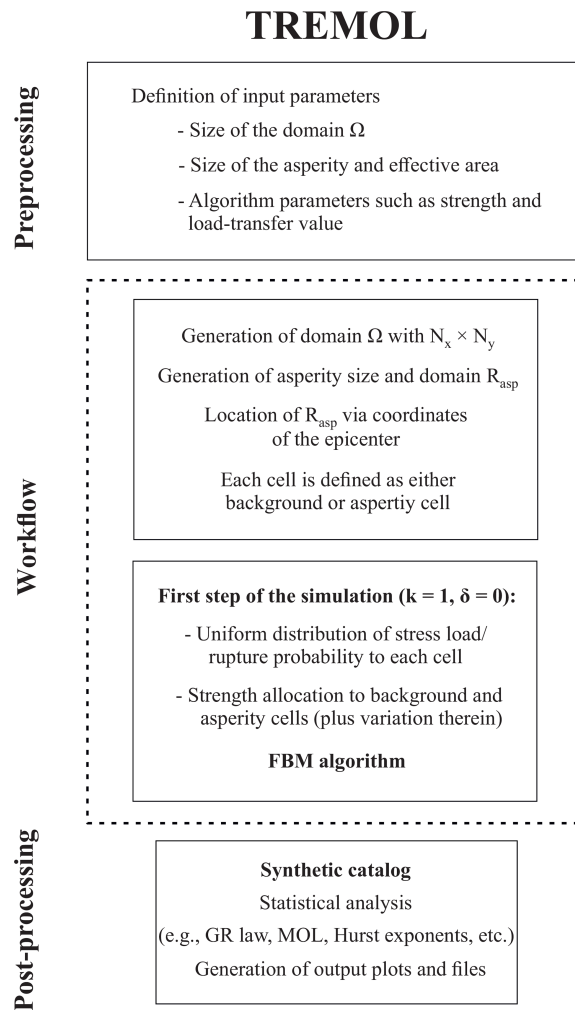 TREMOL
Preprocessing
Definition of input parameters
- Size of the domain Ω
- Size of the asperity and effective area
- Algorithm parameters such as strength and
load-transfer value
Workflow
Generation of domain Ω with Nx × Ny
Generation of asperity size and domain Rasp
Location of Rasp via coordinates
of the epicenter
Each cell is defined as either
background or aspertiy cell
First step of the simulation (k = 1, δ = 0):
- Uniform distribution of stress load/
rupture probability to each cell
- Strength allocation to background and
asperity cells (plus variation therein)
FBM algorithm
Post-processing
Synthetic catalog
Statistical analysis
(e.g., GR law, MOL, Hurst exponents, etc.)
Generation of output plots and files